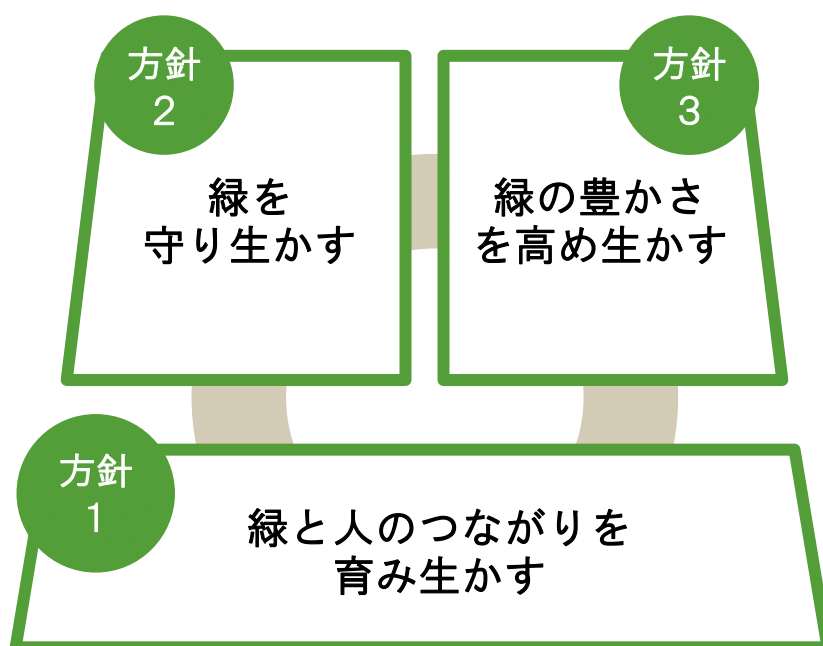 方針
2
緑を
守り生かす
方針
3
緑の豊かさ
を高め生かす
方針
1
緑と人のつながりを
育み生かす